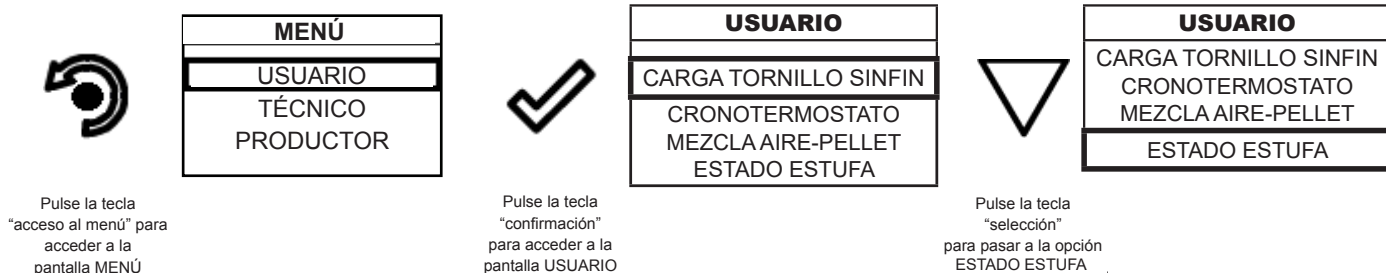 MENÚ
USUARIO
TÉCNICO
PRODUCTOR
USUARIO
CARGA TORNILLO SINFIN
CRONOTERMOSTATO
MEZCLA AIRE-PELLET
ESTADO ESTUFA
USUARIO
CARGA TORNILLO SINFIN
CRONOTERMOSTATO
MEZCLA AIRE-PELLET
ESTADO ESTUFA
Pulse la tecla
“acceso al menú” para
acceder a la
pantalla MENÚ
Pulse la tecla
“confirmación”
para acceder a la
pantalla USUARIO
Pulse la tecla
“selección”
para pasar a la opción
ESTADO ESTUFA